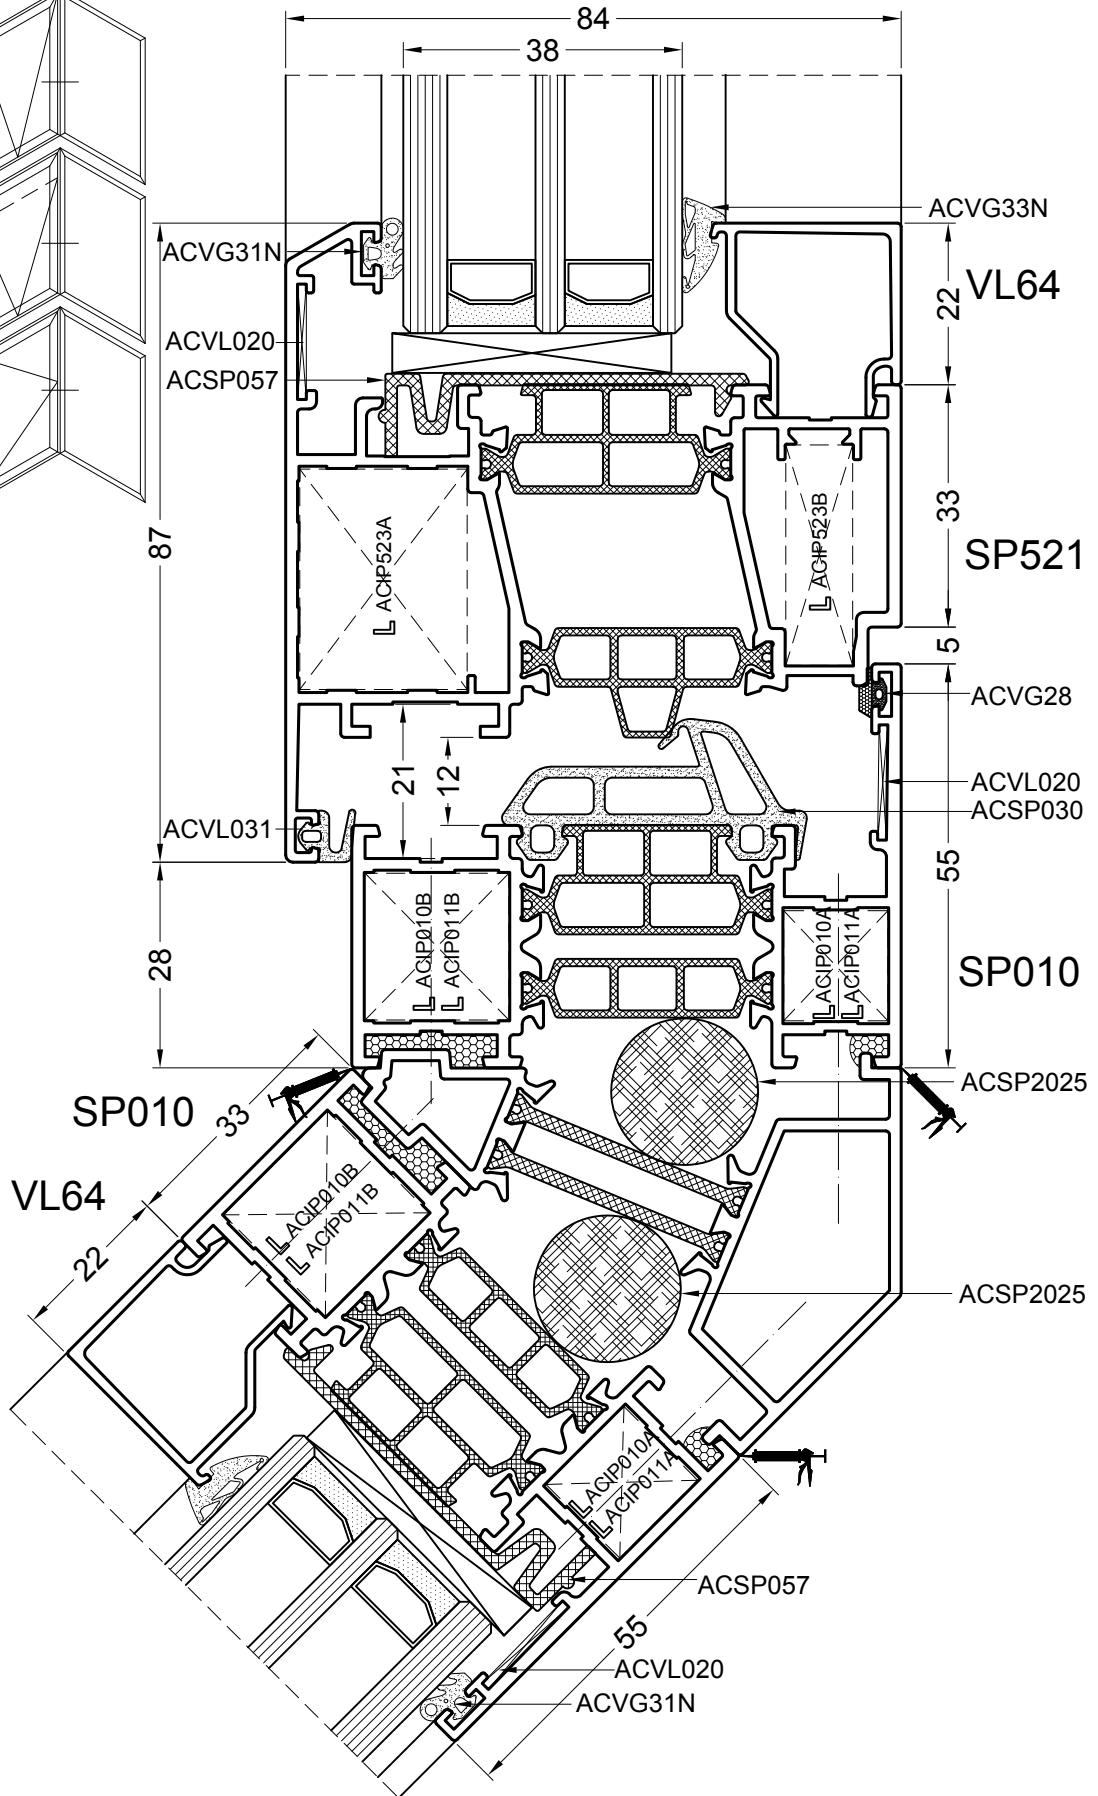 84
38
ACVG33N
ACVG31N
VL64
22
ACVL020
ACSP057
33
ACIP523A
ACIP523B
87
SP521
5
ACVG28
21
12
ACVL020
ACSP030
ACVL031
55
ACIP010B
ACIP011B
ACIP010A
ACIP011A
28
SP010
ACSP2025
SP010
33
VL64
ACIP010B
ACIP011B
22
ACSP2025
ACIP010A
ACIP011A
ACSP057
55
ACVL020
ACVG31N